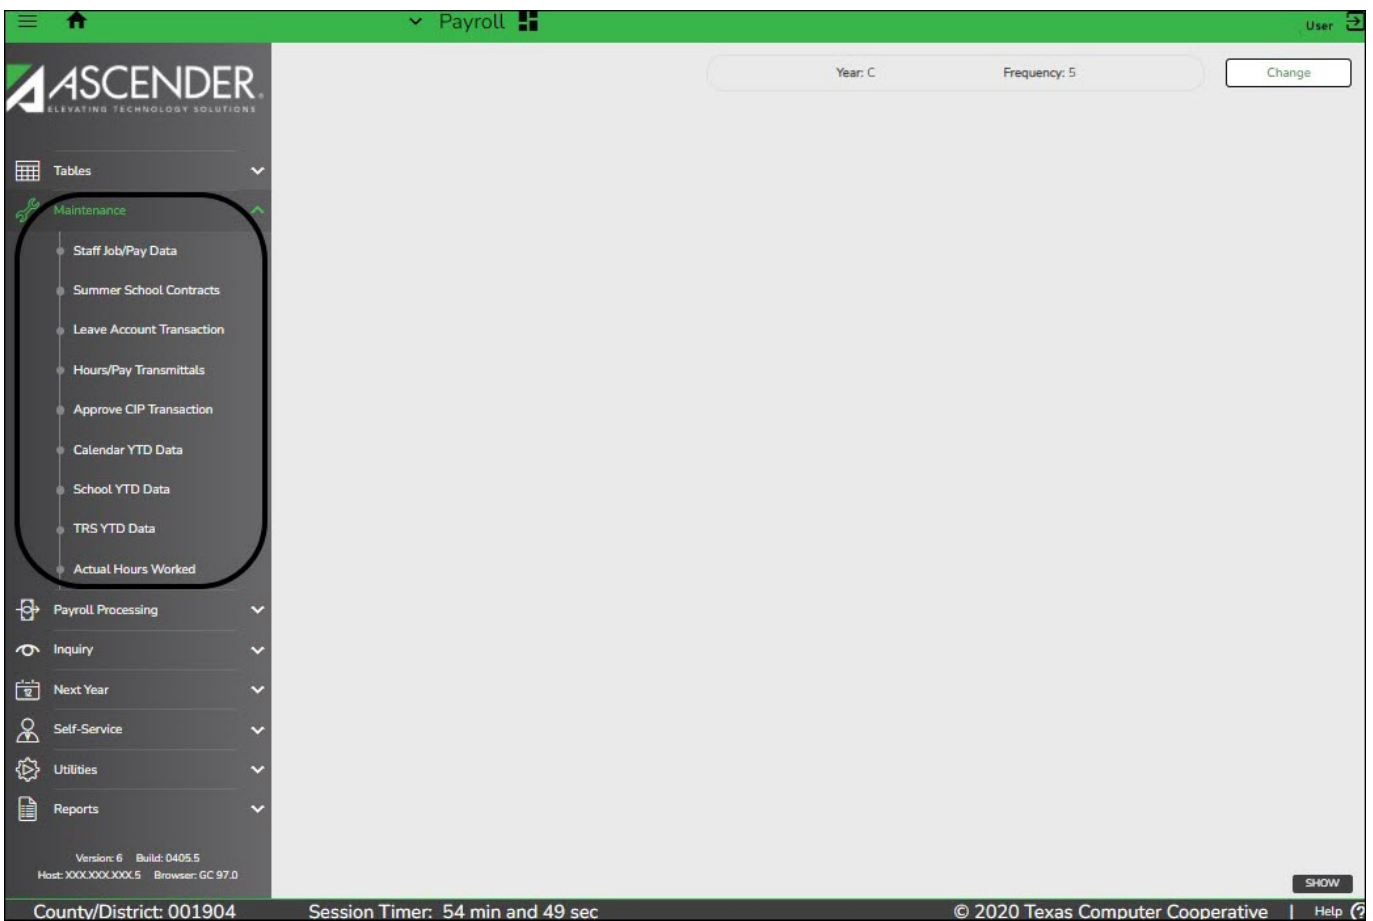 Payroll
User
ASCENDER.
ELEVATING TECHNOLOGY SOLUTIONS
Year: C Frequency: 5 Change
Tables
Maintenance
Staff Job/Pay Data
Summer School Contracts
Leave Account Transaction
Hours/Pay Transmittals
Approve CIP Transaction
Calendar YTD Data
School YTD Data
TRS YTD Data
Actual Hours Worked
Payroll Processing
Inquiry
12
Next Year
Self-Service
Utilities
Reports
Version: 6 Build: 0405.5
Host: XXX.XXX.XXX.5 Browser: GC 97.0
SHOW
County/District: 001904 Session Timer: 54 min and 49 sec © 2020 Texas Computer Cooperative | Help ?